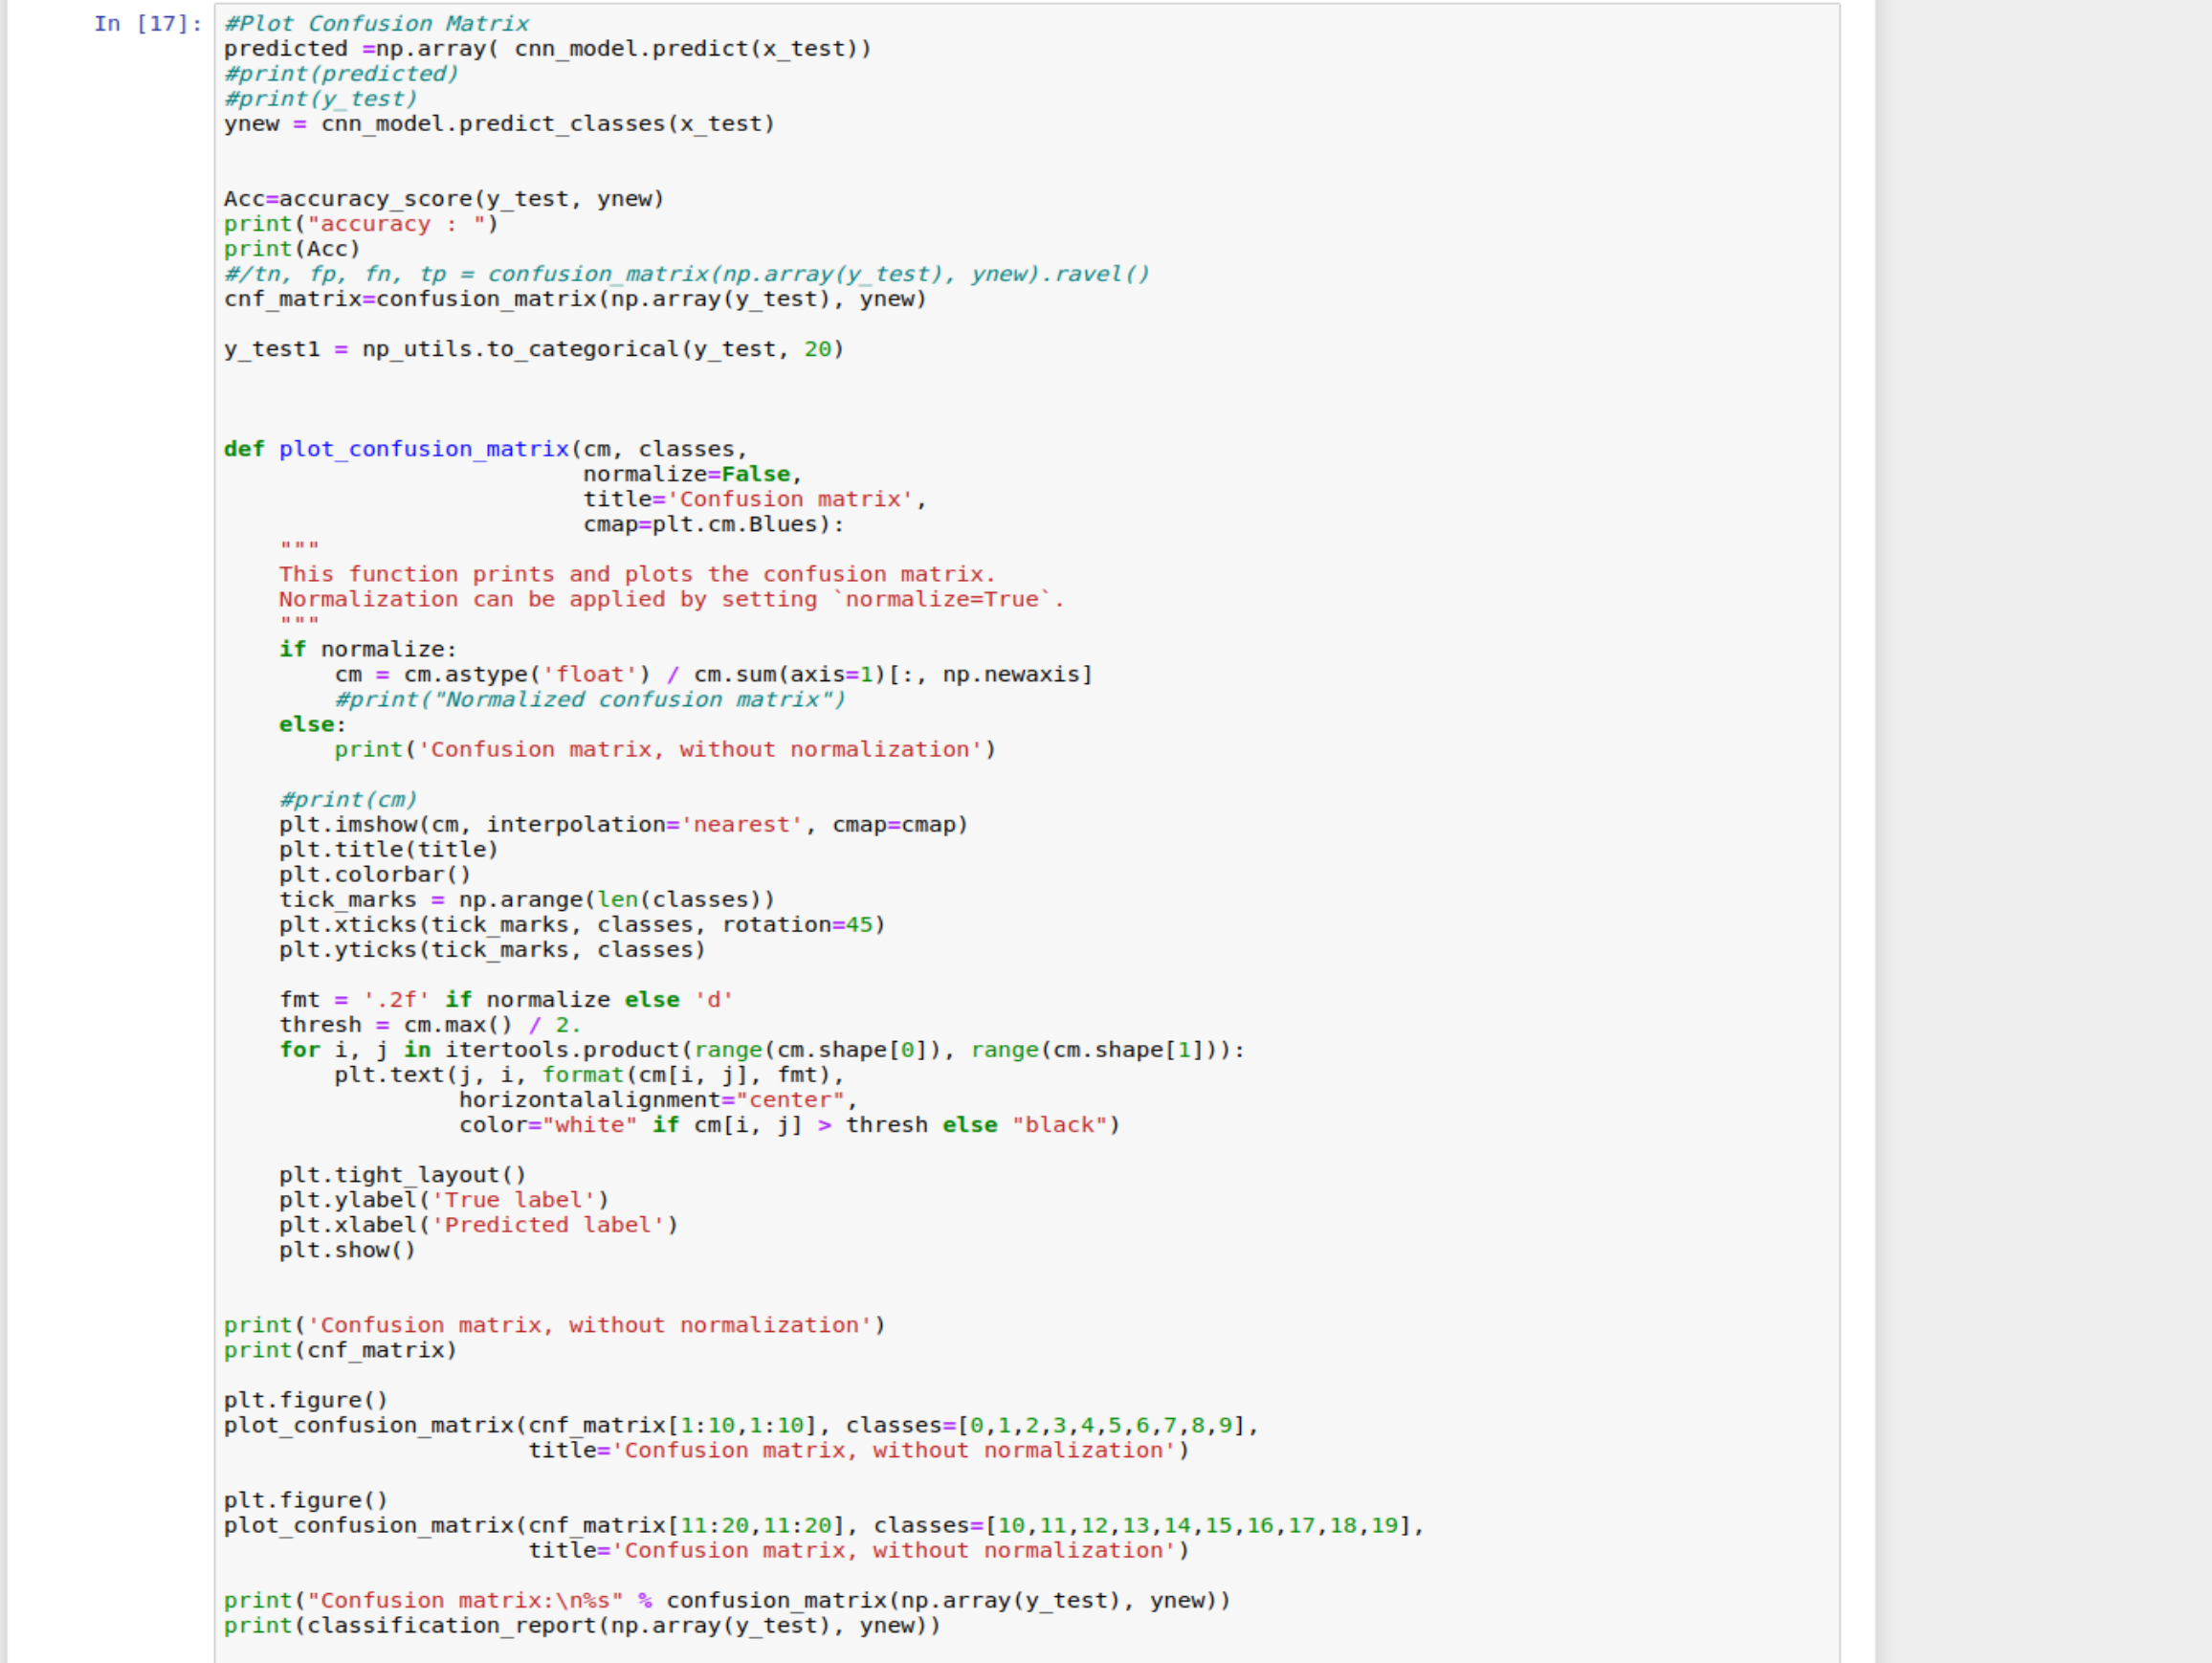 In [17]: #Plot Confusion Matrix
predicted =np.array( cnn_model.predict(x_test))
#print(predicted)
#print(y_test)
ynew = cnn_model.predict_classes(x_test)
Acc=accuracy_score(y_test, ynew)
print("accuracy : ")
print(Acc)
#/tn, fp, fn, tp = confusion_matrix(np.array(y_test), ynew).ravel()
cnf_matrix=confusion_matrix(np.array(y_test), ynew)
y_test1 = np_utils.to_categorical(y_test, 20)
def plot_confusion_matrix(cm, classes,
                          normalize=False,
                          title='Confusion matrix',
                          cmap=plt.cm.Blues):
    """
    This function prints and plots the confusion matrix.
    Normalization can be applied by setting `normalize=True`.
    """
    if normalize:
        cm = cm.astype('float') / cm.sum(axis=1)[:, np.newaxis]
        #print("Normalized confusion matrix")
    else:
        print('Confusion matrix, without normalization')
    #print(cm)
    plt.imshow(cm, interpolation='nearest', cmap=cmap)
    plt.title(title)
    plt.colorbar()
    tick_marks = np.arange(len(classes))
    plt.xticks(tick_marks, classes, rotation=45)
    plt.yticks(tick_marks, classes)
    fmt = '.2f' if normalize else 'd'
    thresh = cm.max() / 2.
    for i, j in itertools.product(range(cm.shape[0]), range(cm.shape[1])):
        plt.text(j, i, format(cm[i, j], fmt),
                 horizontalalignment="center",
                 color="white" if cm[i, j] > thresh else "black")
    plt.tight_layout()
    plt.ylabel('True label')
    plt.xlabel('Predicted label')
    plt.show()
print('Confusion matrix, without normalization')
print(cnf_matrix)
plt.figure()
plot_confusion_matrix(cnf_matrix[1:10,1:10], classes=[0,1,2,3,4,5,6,7,8,9],
                      title='Confusion matrix, without normalization')
plt.figure()
plot_confusion_matrix(cnf_matrix[11:20,11:20], classes=[10,11,12,13,14,15,16,17,18,19],
                      title='Confusion matrix, without normalization')
print("Confusion matrix:\n%s" % confusion_matrix(np.array(y_test), ynew))
print(classification_report(np.array(y_test), ynew))